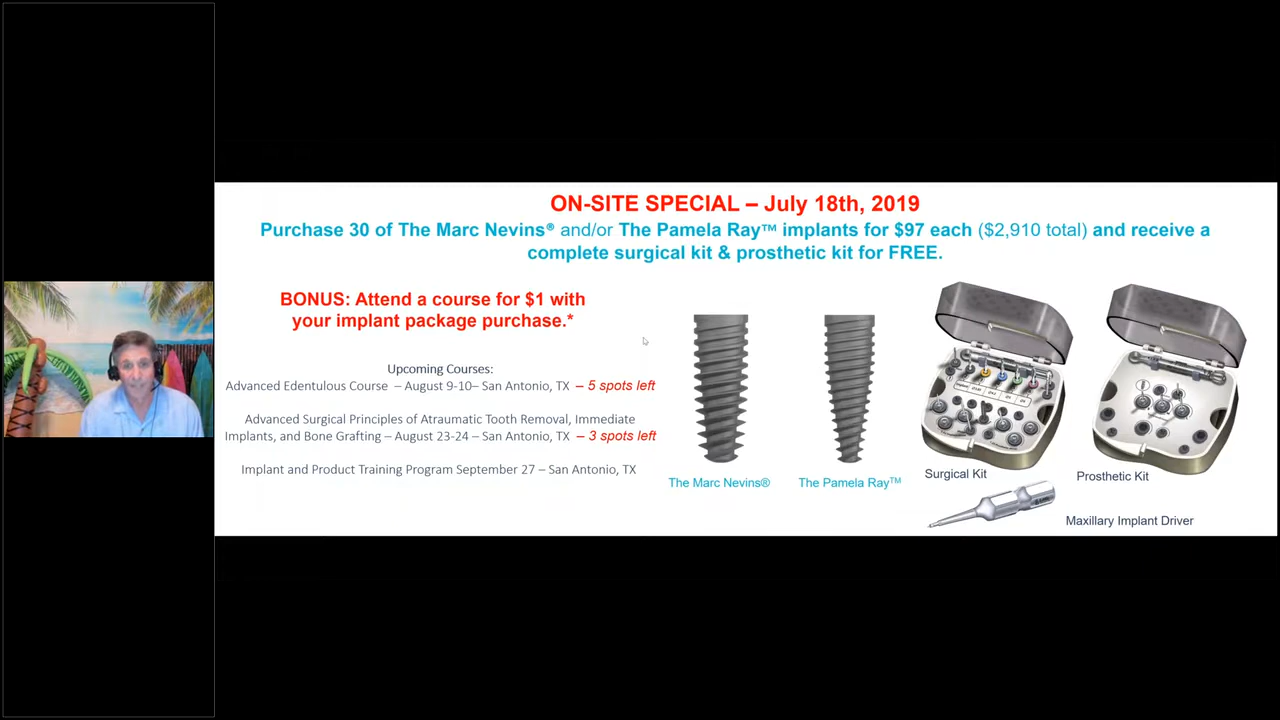 ON-SITE SPECIAL – July 18th, 2019
Purchase 30 of The Marc Nevins® and/or The Pamela Ray™ implants for $97 each ($2,910 total) and receive a
complete surgical kit & prosthetic kit for FREE.
BONUS: Attend a course for $1 with
your implant package purchase.*
Upcoming Courses:
Advanced Edentulous Course – August 9-10– San Antonio, TX – 5 spots left
Advanced Surgical Principles of Atraumatic Tooth Removal, Immediate
Implants, and Bone Grafting – August 23-24 – San Antonio, TX – 3 spots left
Implant and Product Training Program September 27 – San Antonio, TX
The Marc Nevins®
The Pamela Ray™
Surgical Kit
Prosthetic Kit
Maxillary Implant Driver